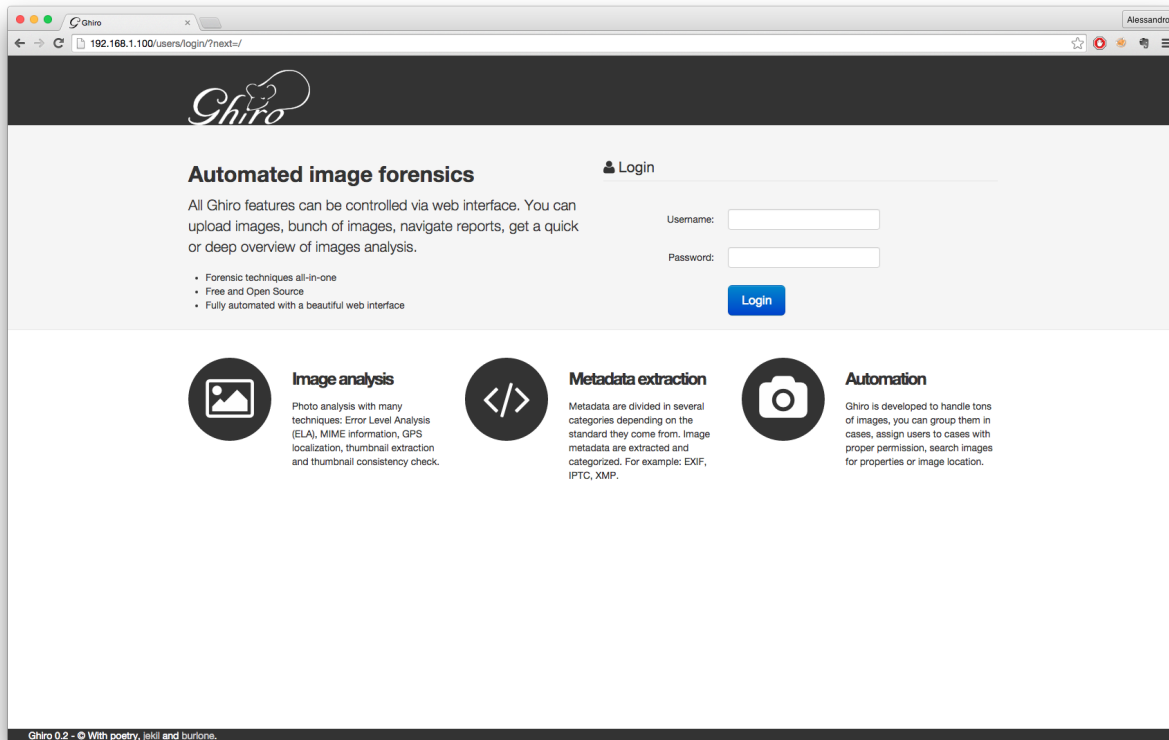 Ghiro
Alessandro
192.168.1.100/users/login/?next=/
Ghiro
Automated image forensics
All Ghiro features can be controlled via web interface. You can
upload images, bunch of images, navigate reports, get a quick
or deep overview of images analysis.
Forensic techniques all-in-one
Free and Open Source
Fully automated with a beautiful web interface
Login
Username:
Password:
Login
Image analysis
Photo analysis with many
techniques: Error Level Analysis
(ELA), MIME information, GPS
localization, thumbnail extraction
and thumbnail consistency check.
Metadata extraction
Metadata are divided in several
categories depending on the
standard they come from. Image
metadata are extracted and
categorized. For example: EXIF,
IPTC, XMP.
Automation
Ghiro is developed to handle tons
of images, you can group them in
cases, assign users to cases with
proper permission, search images
for properties or image location.
Ghiro 0.2 - © With poetry, jekil and burlone.